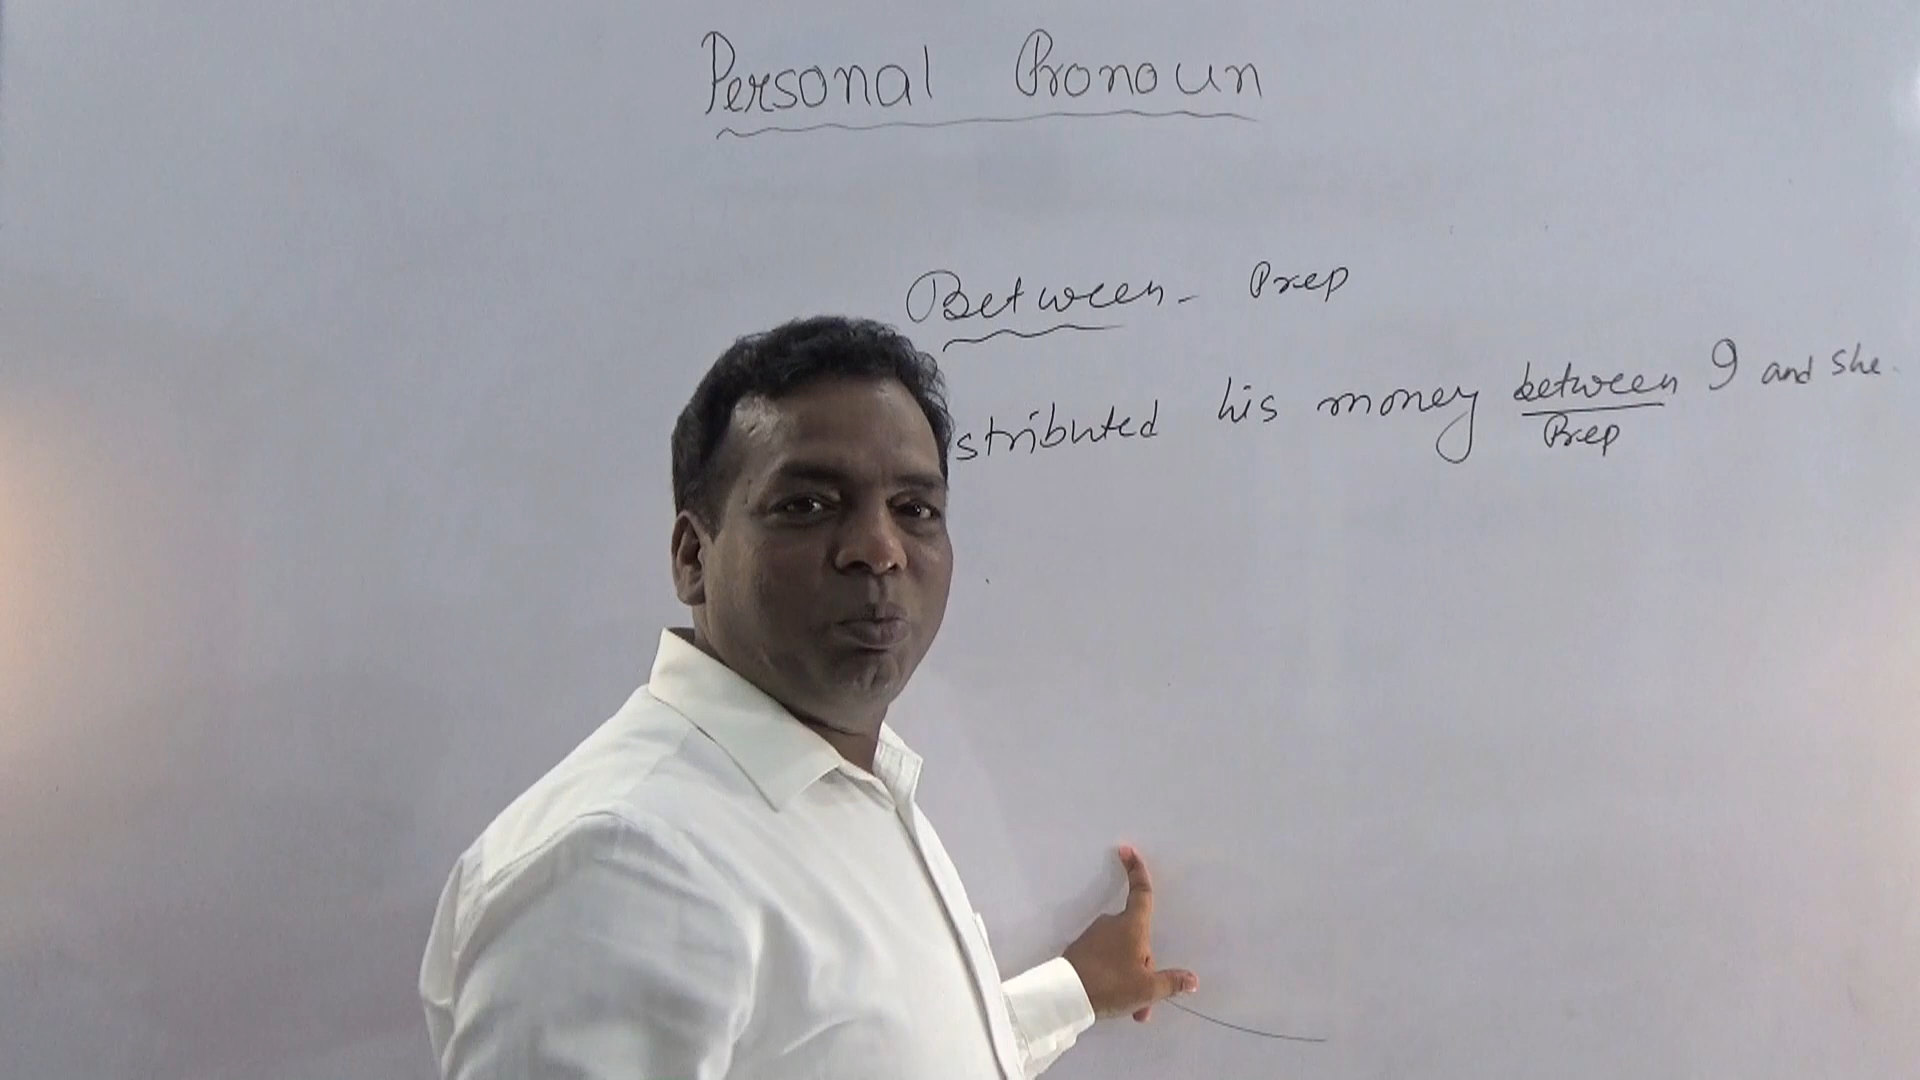 Personal Pronoun
Between - Prep
stributed his money between I and she.
Prep